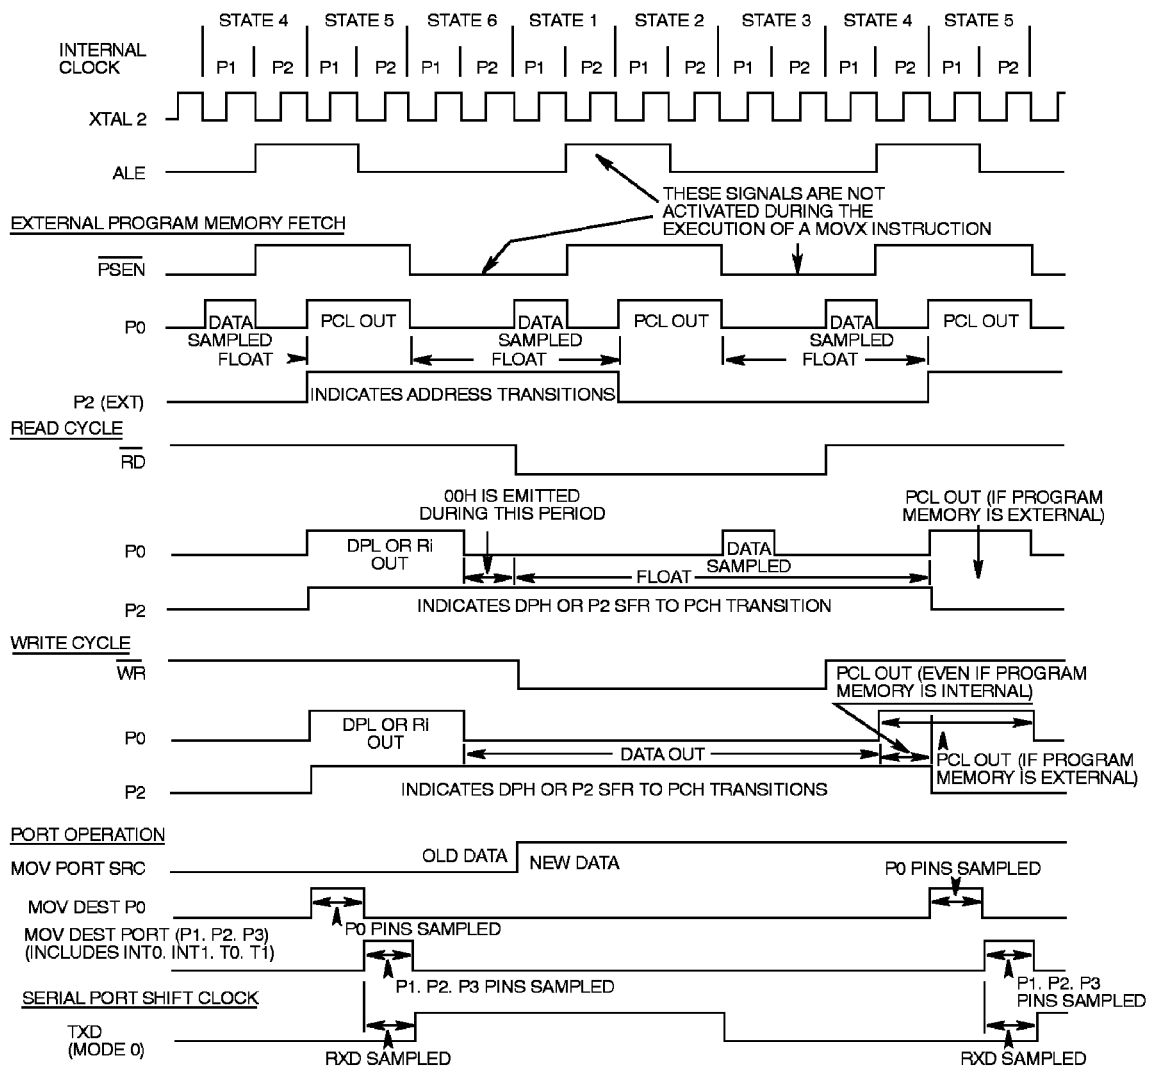 STATE 4 STATE 5 STATE 6 STATE 1 STATE 2 STATE 3 STATE 4 STATE 5
INTERNAL
CLOCK
P1 P2 P1 P2 P1 P2 P1 P2 P1 P2 P1 P2 P1 P2 P1 P2
XTAL 2
ALE
THESE SIGNALS ARE NOT
ACTIVATED DURING THE
EXECUTION OF A MOVX INSTRUCTION
EXTERNAL PROGRAM MEMORY FETCH
PSEN
P0
DATA PCL OUT DATA PCL OUT DATA PCL OUT
SAMPLED SAMPLED SAMPLED
FLOAT FLOAT FLOAT
P2 (EXT)
INDICATES ADDRESS TRANSITIONS
READ CYCLE
RD
00H IS EMITTED
DURING THIS PERIOD
PCL OUT (IF PROGRAM
MEMORY IS EXTERNAL)
P0
DPL OR Ri
OUT
DATA
SAMPLED
FLOAT
P2
INDICATES DPH OR P2 SFR TO PCH TRANSITION
WRITE CYCLE
WR
PCL OUT (EVEN IF PROGRAM
MEMORY IS INTERNAL)
P0
DPL OR Ri
OUT
DATA OUT
PCL OUT (IF PROGRAM
MEMORY IS EXTERNAL)
P2
INDICATES DPH OR P2 SFR TO PCH TRANSITIONS
PORT OPERATION
MOV PORT SRC
OLD DATA NEW DATA
P0 PINS SAMPLED
MOV DEST P0
P0 PINS SAMPLED
MOV DEST PORT (P1. P2. P3)
(INCLUDES INT0. INT1. T0. T1)
P1. P2. P3 PINS SAMPLED
P1. P2. P3
PINS SAMPLED
SERIAL PORT SHIFT CLOCK
TXD
(MODE 0)
RXD SAMPLED RXD SAMPLED